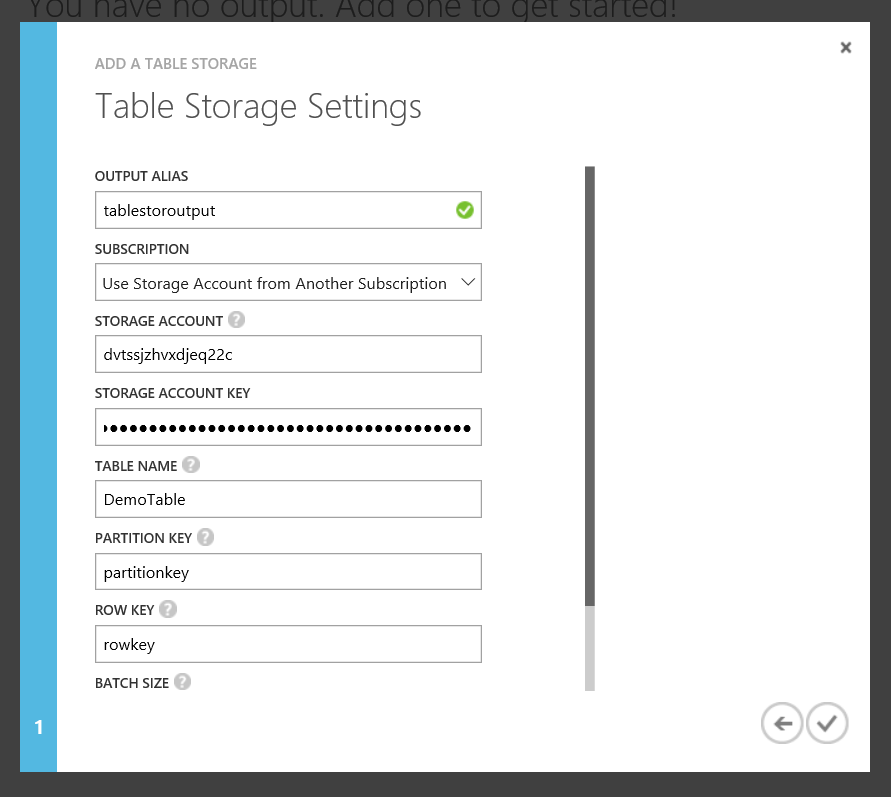 You have no output. Add one to get started!
ADD A TABLE STORAGE
Table Storage Settings
OUTPUT ALIAS
tablestoroutput
SUBSCRIPTION
Use Storage Account from Another Subscription
STORAGE ACCOUNT ?
dvtssjzhvxdjeq22c
STORAGE ACCOUNT KEY
TABLE NAME ?
DemoTable
PARTITION KEY ?
partitionkey
ROW KEY ?
rowkey
BATCH SIZE ?
1